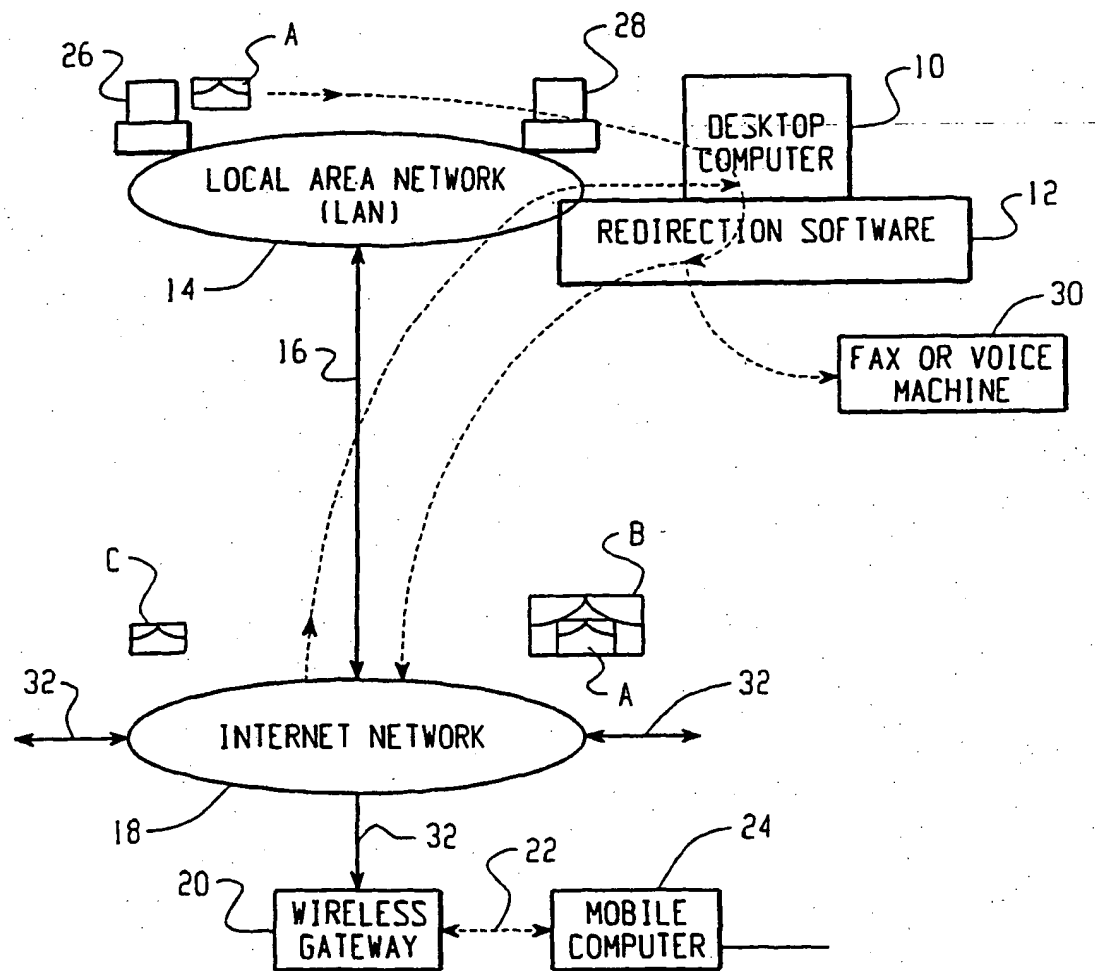 26
A
28
10
DESKTOP
COMPUTER
LOCAL AREA NETWORK
(LAN)
12
REDIRECTION SOFTWARE
14
30
16
FAX OR VOICE
MACHINE
C
B
A
32
32
INTERNET NETWORK
18
32
22
24
20
WIRELESS
GATEWAY
MOBILE
COMPUTER